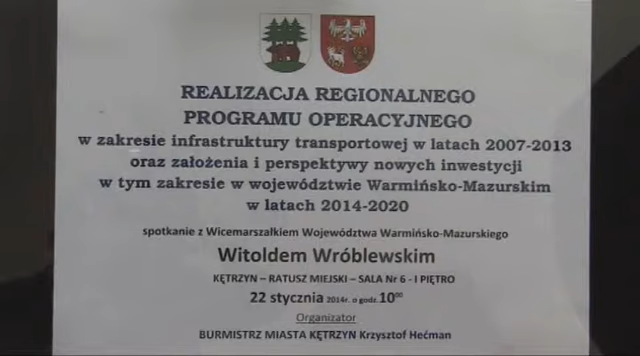 REALIZACJA REGIONALNEGO
PROGRAMU OPERACYJNEGO
w zakresie infrastruktury transportowej w latach 2007-2013
oraz założenia i perspektywy nowych inwestycji
w tym zakresie w województwie Warmińsko-Mazurskim
w latach 2014-2020
spotkanie z Wicemarszałkiem Województwa Warmińsko-Mazurskiego
Witoldem Wróblewskim
KĘTRZYN – RATUSZ MIEJSKI – SALA Nr 6 - I PIĘTRO
22 stycznia 2014r. o godz. 10⁰⁰
Organizator
BURMISTRZ MIASTA KĘTRZYN Krzysztof Hećman